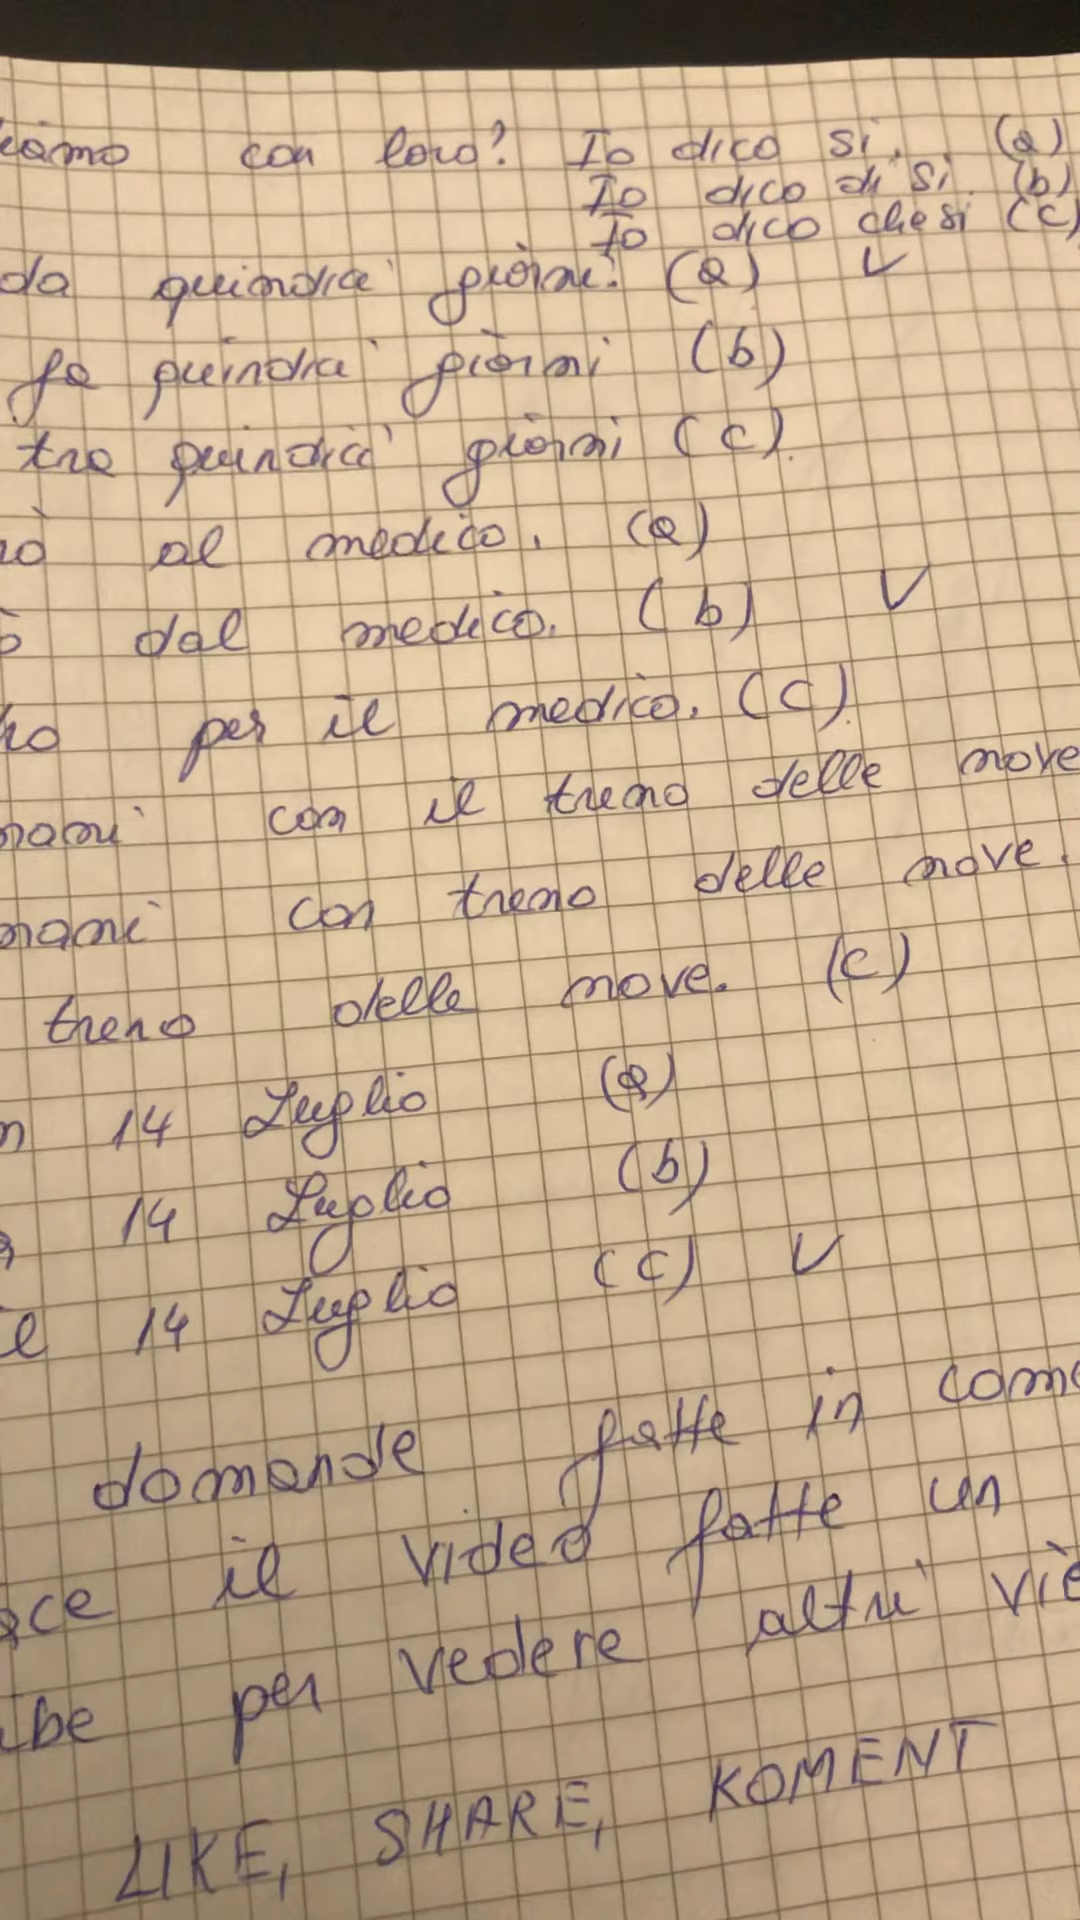 con loro? Io dico si. (a)
Io dico di si. (b)
Io dico che si (c)
da quindici giorni. (a) V
fa quindici giorni (b)
tra quindici giorni (c).
al medico. (a)
dal medico. (b) V
per il medico. (c).
con il treno delle nove
con treno delle nove.
treno delle nove. (c)
14 Luglio (a)
14 Luglio (b)
il 14 Luglio (c) V
domande fatte in
il video fatte un
per vedere altri
LIKE, SHARE, KOMENT